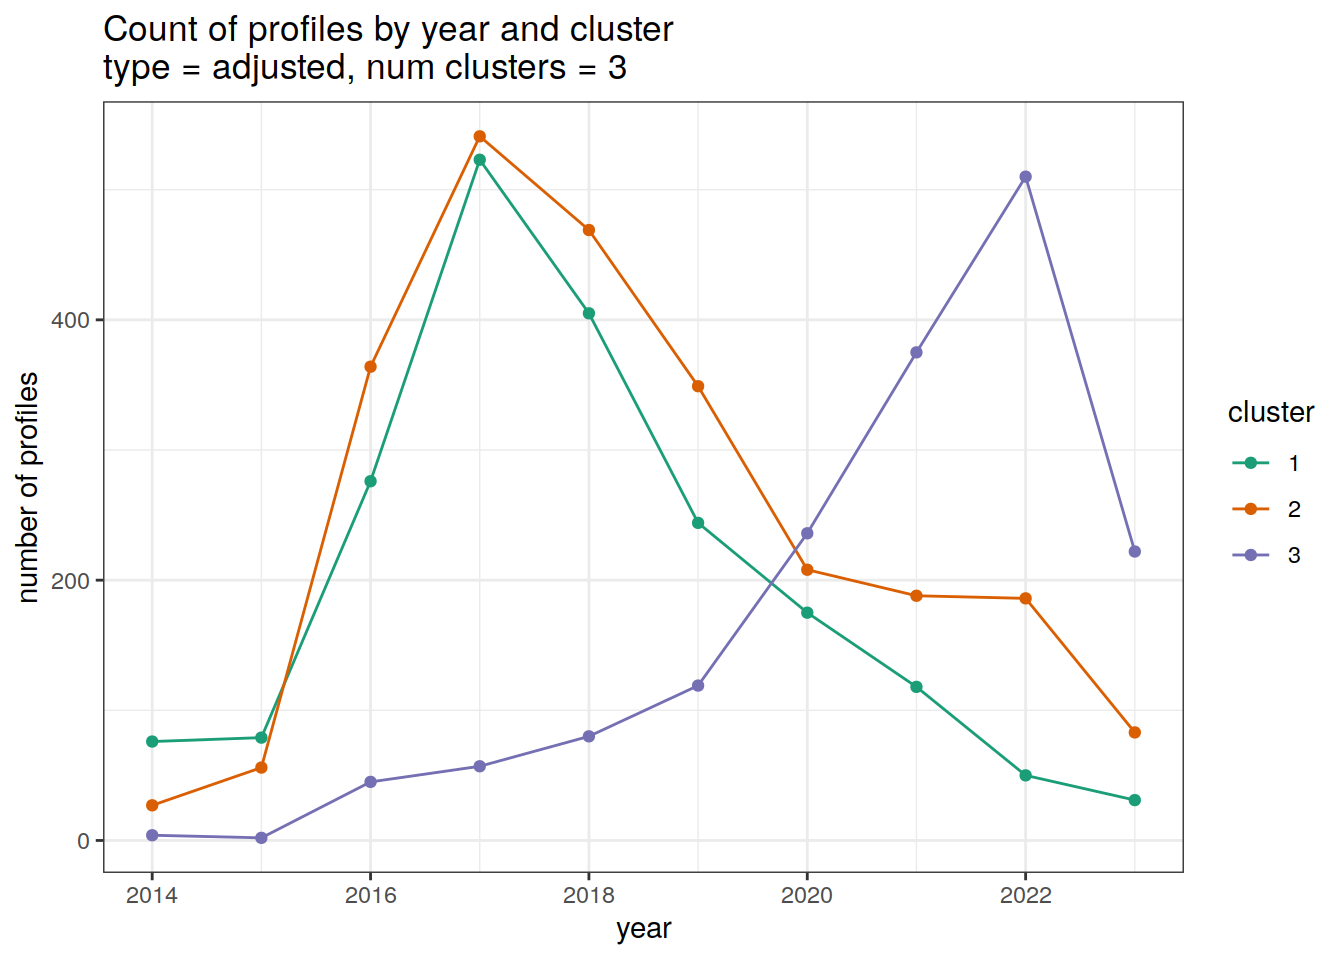 Count of profiles by year and cluster
type = adjusted, num clusters = 3
number of profiles
400
200
0
2014
2016
2018
2020
2022
year
cluster
1
2
3